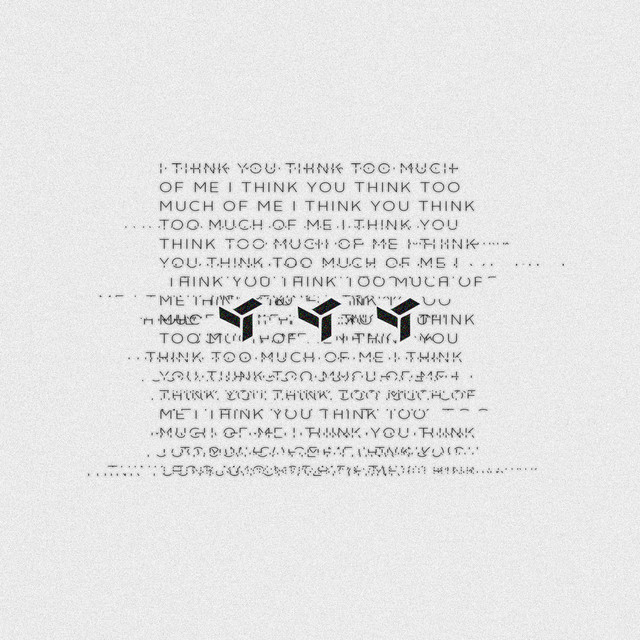 I THINK YOU THINK TOO MUCH
OF ME I THINK YOU THINK TOO
MUCH OF ME I THINK YOU THINK
TOO MUCH OF ME I THINK YOU
THINK TOO MUCH OF ME I THINK
YOU THINK TOO MUCH OF ME I
THINK YOU THINK TOO MUCH OF
ME I THINK YOU
THINK
TOO MUCH OF YOU
THINK TOO MUCH OF ME I THINK
YOU THINK TOO MUCH OF ME I
THINK YOU THINK TOO MUCH OF
ME I THINK YOU THINK TOO
MUCH OF ME I THINK YOU THINK